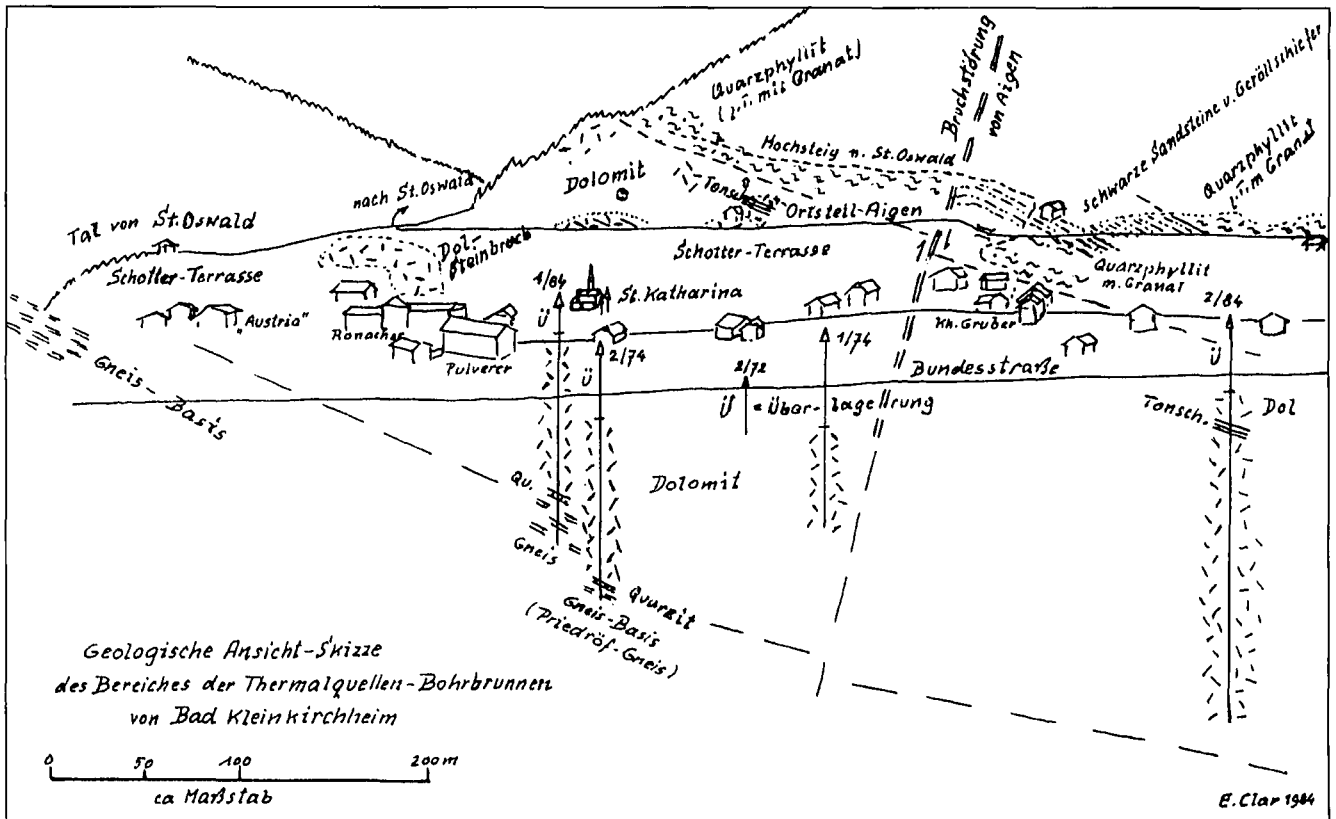 Quarzphyllit
(z.T. mit Granat)
Bruchstörung
von Aigen
schwarze Sandsteine u. Geröllschiefer
Quarzphyllit
z.T. m Granat
Hochsteig n. St.Oswald
Dolomit
nach St.Oswald
Tonsch.
Ortsteil-Aigen
Tal von St.Oswald
Schotter-Terrasse
Dol-
Steinbruch
Schotter-Terrasse
Quarzphyllit
m. Granat
1/84
St. Katharina
2/84
"Austria"
Ronacher
Ü
Kh. Gruber
Pulverer
2/74
1/74
Ü
2/72
Bundesstraße
Ü
Gneis-Basis
Ü = Überlagerung
Tonsch.
Dol
Qu.
Dolomit
Gneis
Quarzit
Gneis-Basis
(Priedröf-Gneis)
Geologische Ansicht-Skizze
des Bereiches der Thermalquellen-Bohrbrunnen
von Bad Kleinkirchheim
0 50 100 200 m
ca Maßstab
E. Clar 1984